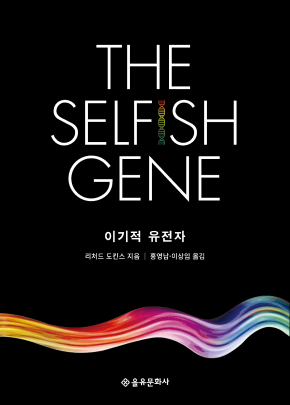 THE
SELFISH
GENE
이기적 유전자
리처드 도킨스 지음 | 홍영남·이상임 옮김
을유문화사